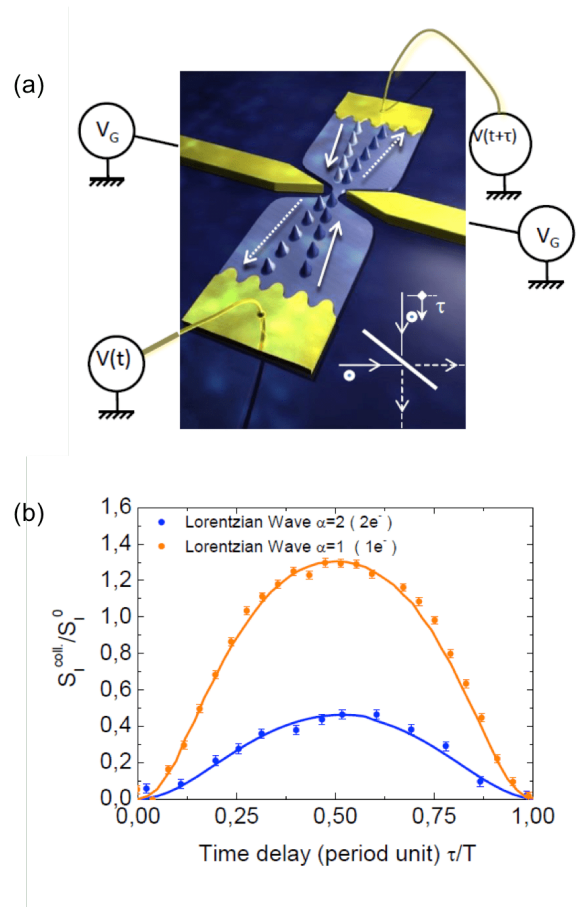 (a)
V_G
V(t+τ)
V_G
V(t)
τ
(b)
Lorentzian Wave α=2 ( 2e⁻)
Lorentzian Wave α=1 ( 1e⁻)
1,6
1,4
1,2
1,0
0,8
0,6
0,4
0,2
0,0
S_I^coll./S_I^0
0,00 0,25 0,50 0,75 1,00
Time delay (period unit) τ/T